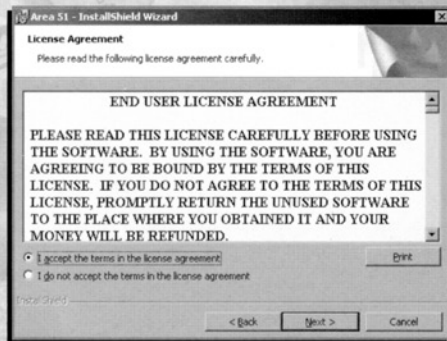 Area 51 - InstallShield Wizard
License Agreement
Please read the following license agreement carefully.
END USER LICENSE AGREEMENT
PLEASE READ THIS LICENSE CAREFULLY BEFORE USING
THE SOFTWARE. BY USING THE SOFTWARE, YOU ARE
AGREEING TO BE BOUND BY THE TERMS OF THIS
LICENSE. IF YOU DO NOT AGREE TO THE TERMS OF THIS
LICENSE, PROMPTLY RETURN THE UNUSED SOFTWARE
TO THE PLACE WHERE YOU OBTAINED IT AND YOUR
MONEY WILL BE REFUNDED.
I accept the terms in the license agreement
Print
I do not accept the terms in the license agreement
InstallShield
< Back Next > Cancel